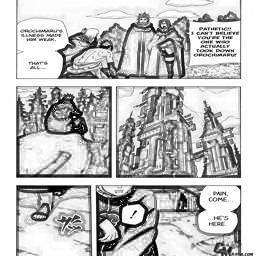 OROCHIMARU'S
ILLNESS MADE
HIM WEAK.
THAT'S
ALL...
PATHETIC!!
I CAN'T BELIEVE
YOU'RE THE
ONE WHO
ACTUALLY
TOOK DOWN
OROCHIMARU!
!
PAIN,
COME...
...HE'S
HERE.